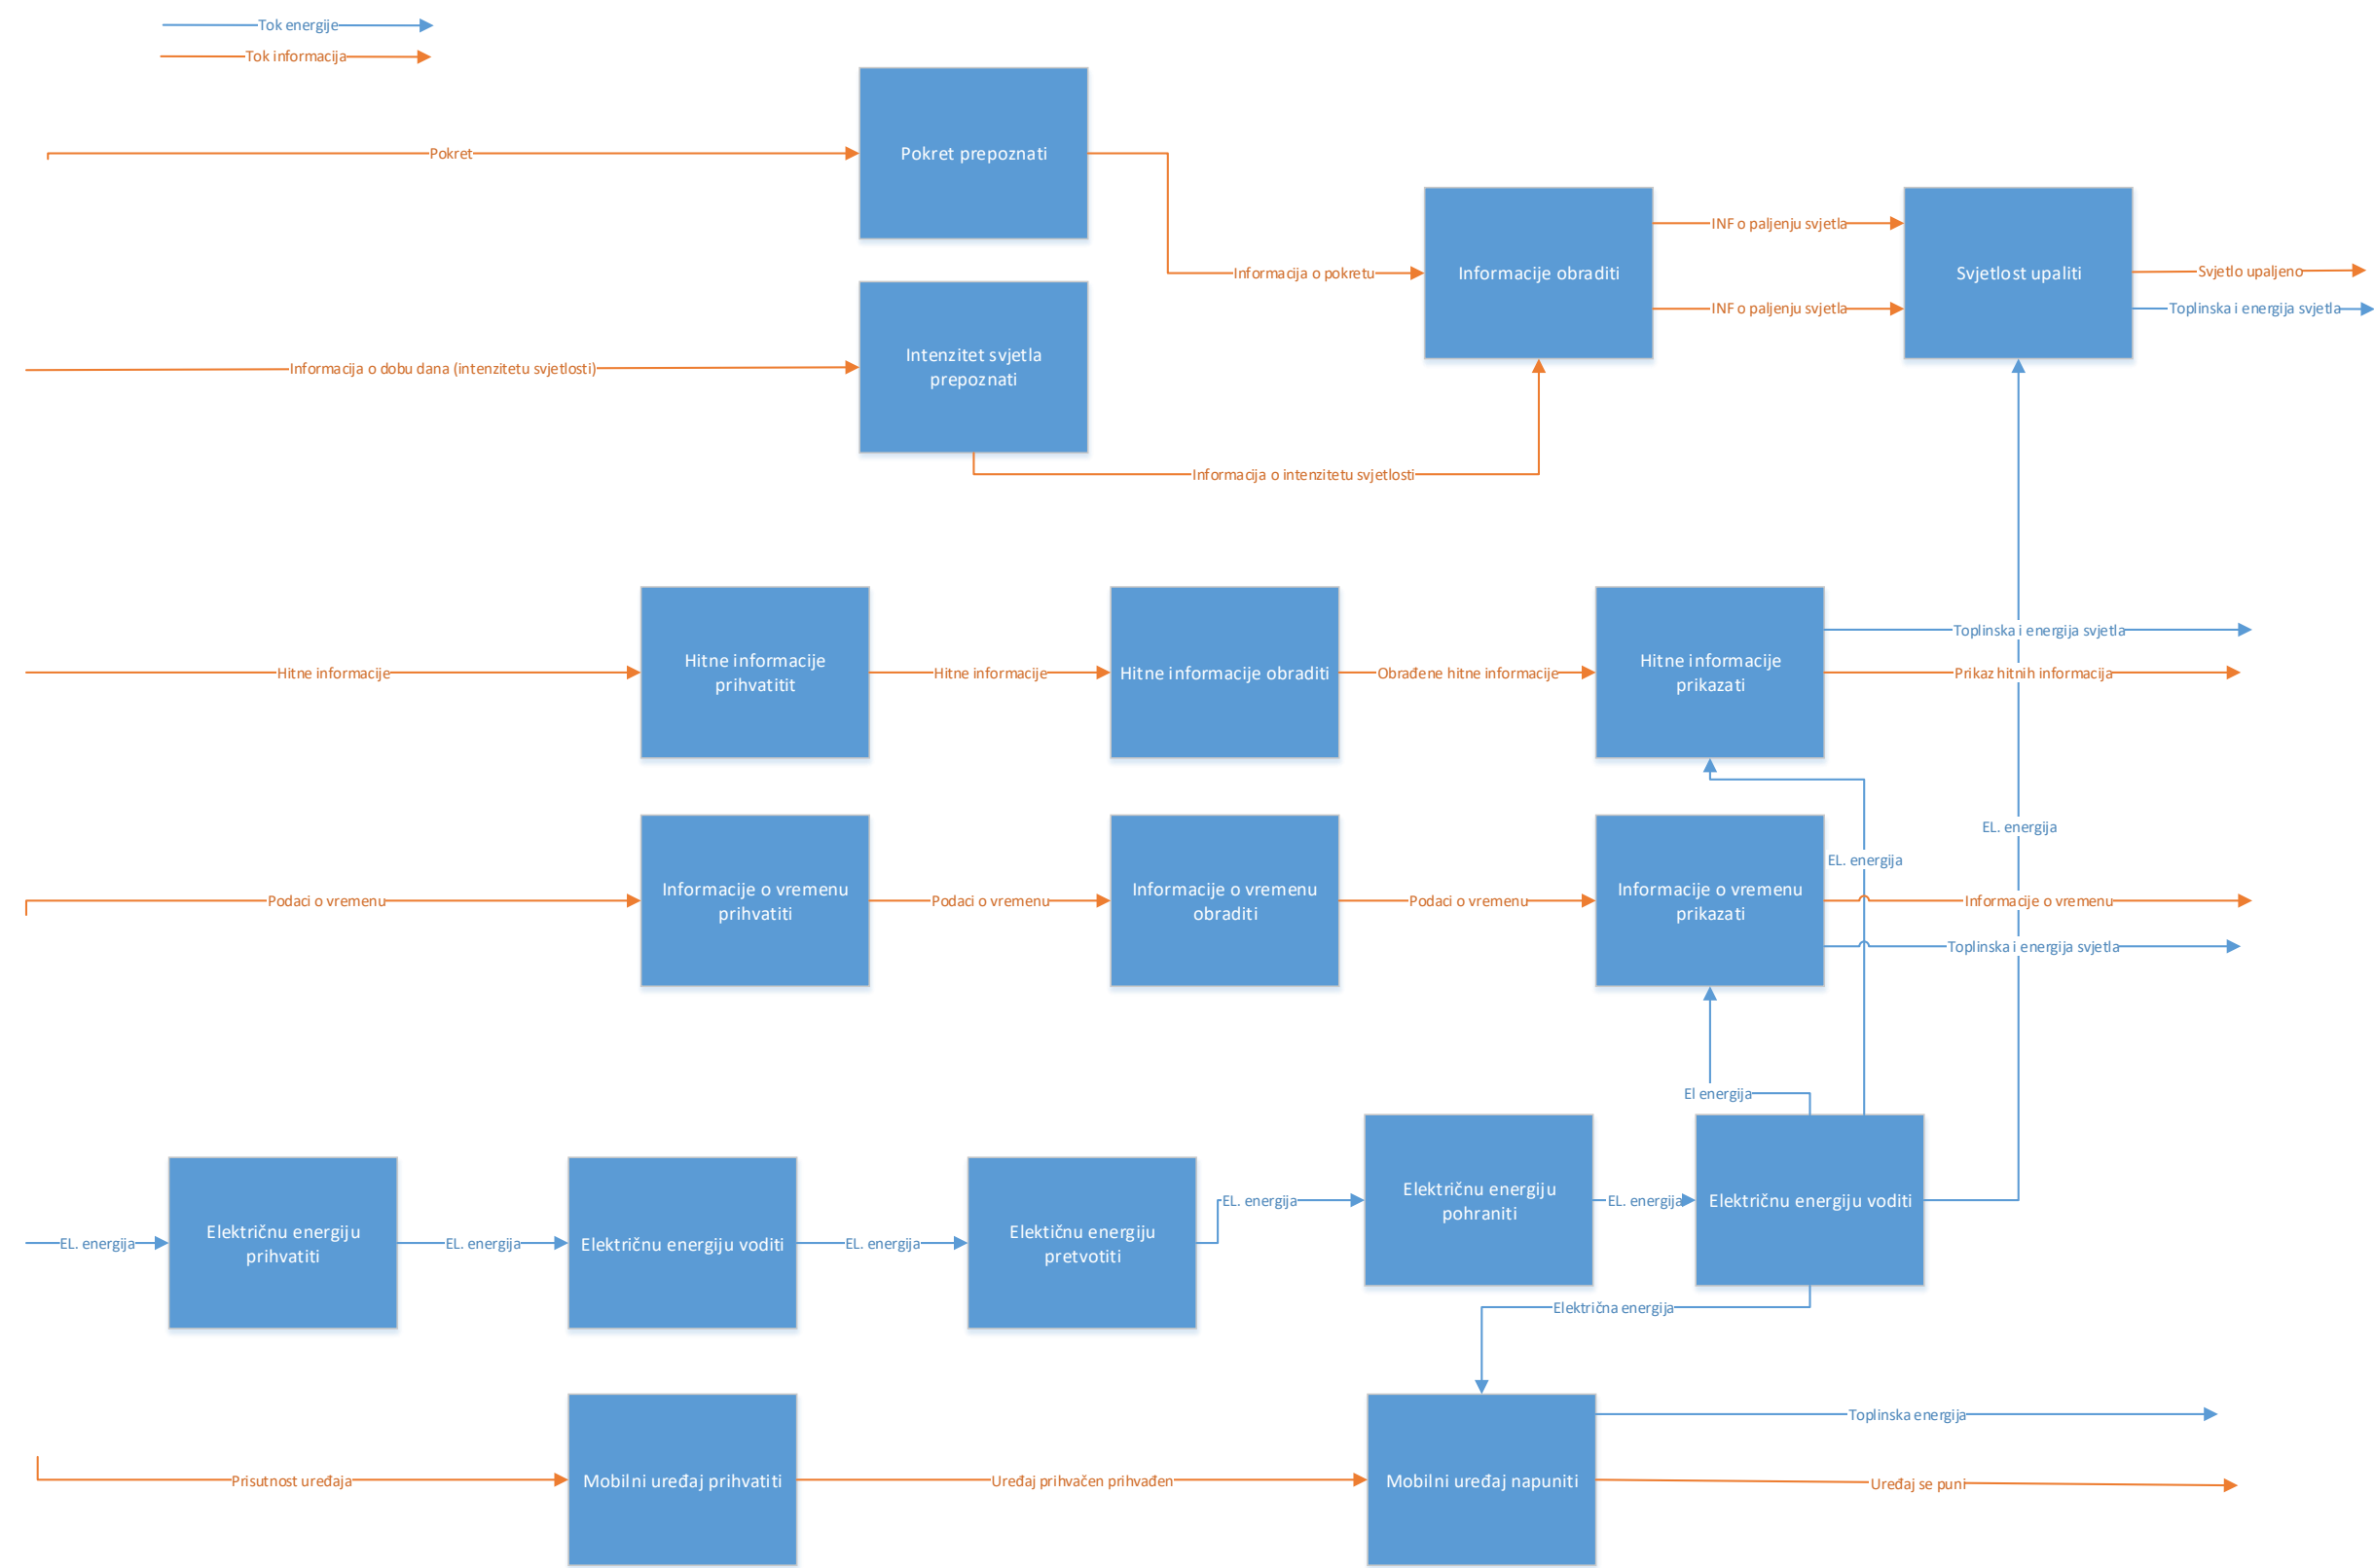 Tok energije
Tok informacija
Pokret
Pokret prepoznati
Informacija o pokretu
Informacije obraditi
INF o paljenju svjetla
INF o paljenju svjetla
Svjetlost upaliti
Svjetlo upaljeno
Toplinska i energija svjetla
Informacija o dobu dana (intenzitetu svjetlosti)
Intenzitet svjetla
prepoznati
Informacija o intenzitetu svjetlosti
Hitne informacije
Hitne informacije
prihvatitit
Hitne informacije
Hitne informacije obraditi
Obrađene hitne informacije
Hitne informacije
prikazati
Toplinska i energija svjetla
Prikaz hitnih informacija
EL. energija
EL. energija
Podaci o vremenu
Informacije o vremenu
prihvatiti
Podaci o vremenu
Informacije o vremenu
obraditi
Podaci o vremenu
Informacije o vremenu
prikazati
Informacije o vremenu
Toplinska i energija svjetla
El energija
EL. energija
Električnu energiju
prihvatiti
EL. energija
Električnu energiju voditi
EL. energija
Elektičnu energiju
pretvotiti
EL. energija
Električnu energiju
pohraniti
EL. energija
Električnu energiju voditi
Električna energija
Prisutnost uređaja
Mobilni uređaj prihvatiti
Uređaj prihvačen prihvađen
Mobilni uređaj napuniti
Toplinska energija
Uređaj se puni